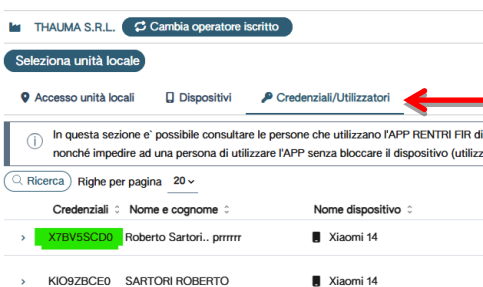 THAUMA S.R.L. Cambia operatore iscritto
Seleziona unità locale
Accesso unità locali Dispositivi Credenziali/Utilizzatori
In questa sezione e` possibile consultare le persone che utilizzano l'APP RENTRI FIR di
nonché impedire ad una persona di utilizzare l'APP senza bloccare il dispositivo (utilizz
Ricerca Righe per pagina 20
Credenziali Nome e cognome Nome dispositivo
X7BV5SCD0 Roberto Sartori.. prrrrrr Xiaomi 14
KIO9ZBCE0 SARTORI ROBERTO Xiaomi 14